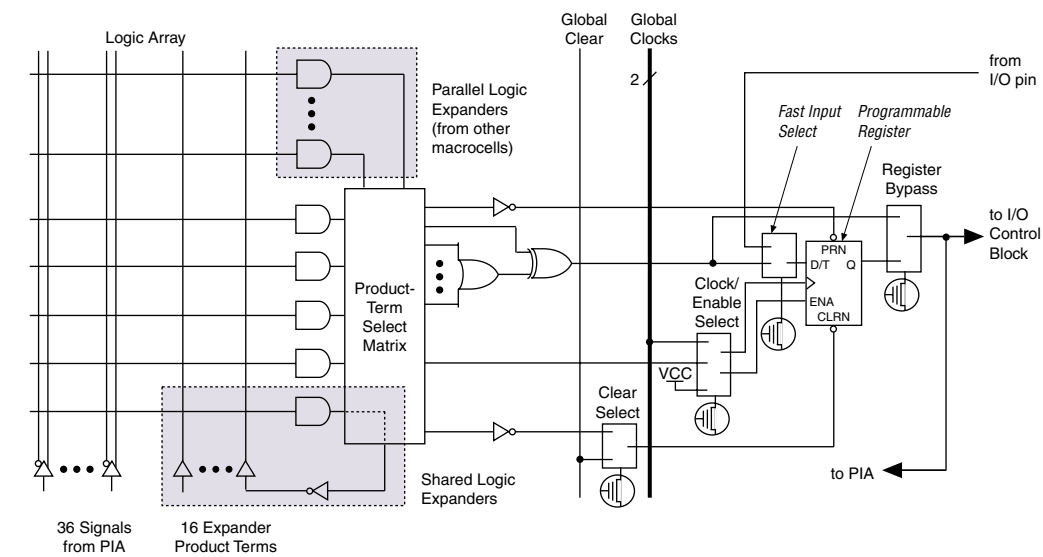 Logic Array
Global
Clear
Global
Clocks
2
from
I/O pin
Parallel Logic
Expanders
(from other
macrocells)
Fast Input
Select
Programmable
Register
Register
Bypass
to I/O
Control
Block
PRN
D/T
Q
ENA
CLRN
Product-
Term
Select
Matrix
Clock/
Enable
Select
VCC
Clear
Select
to PIA
Shared Logic
Expanders
36 Signals
from PIA
16 Expander
Product Terms